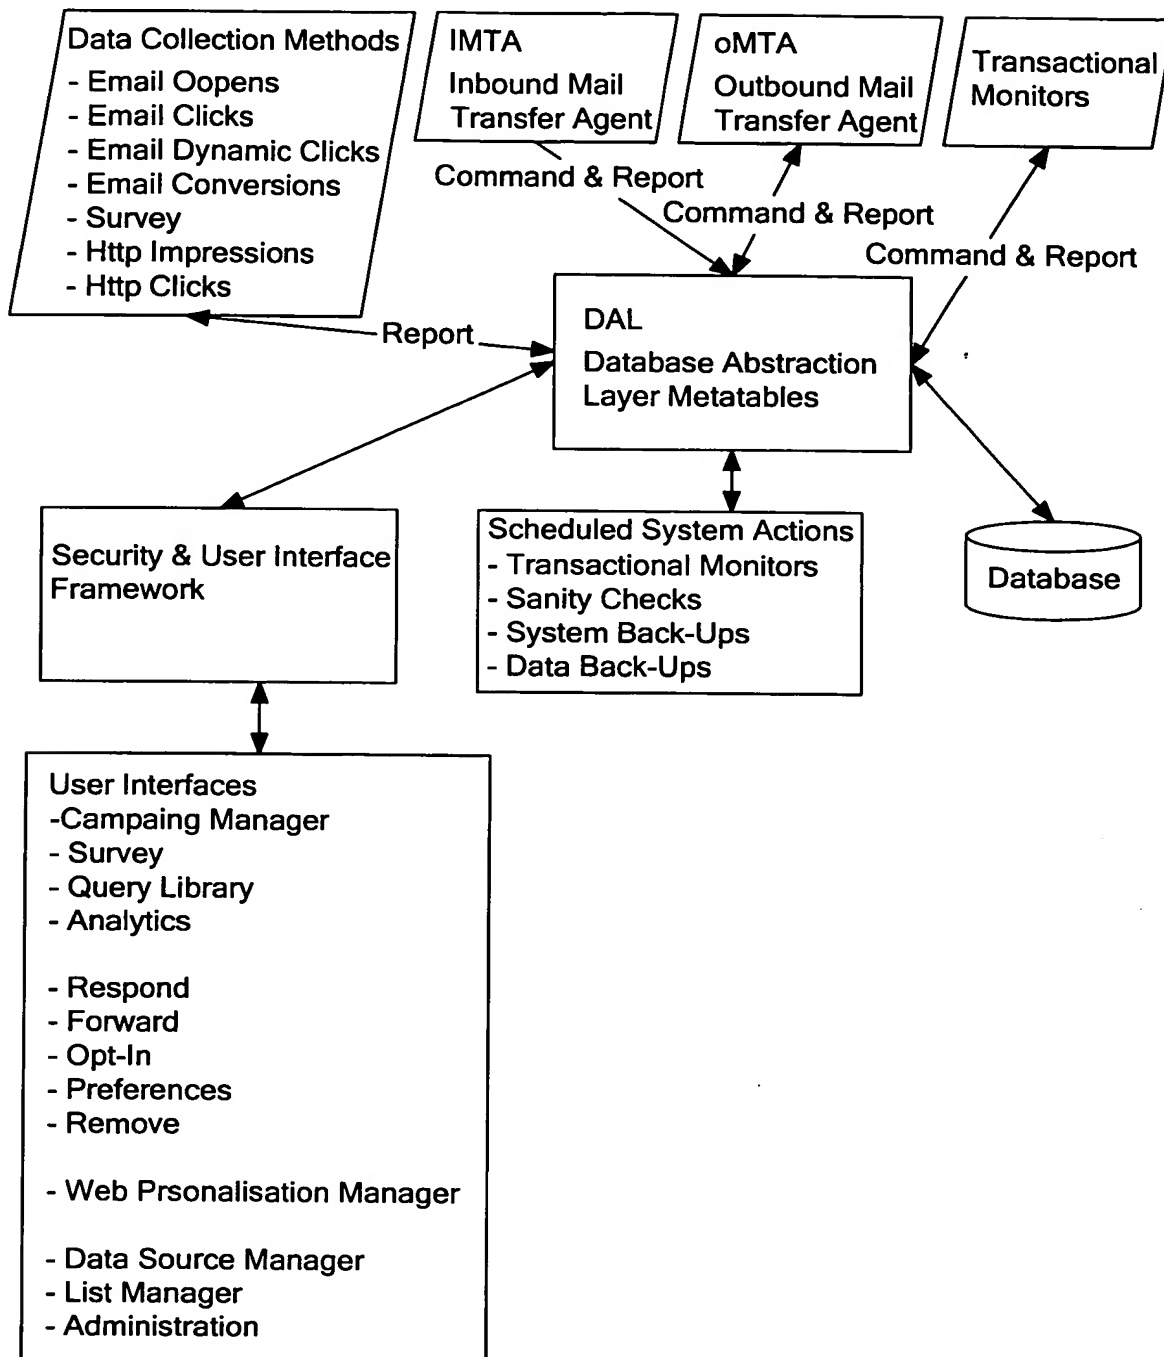 Data Collection Methods
- Email Oopens
- Email Clicks
- Email Dynamic Clicks
- Email Conversions
- Survey
- Http Impressions
- Http Clicks
IMTA
Inbound Mail
Transfer Agent
oMTA
Outbound Mail
Transfer Agent
Transactional
Monitors
Command & Report
Command & Report
Command & Report
Report
DAL
Database Abstraction
Layer Metatables
Security & User Interface
Framework
Scheduled System Actions
- Transactional Monitors
- Sanity Checks
- System Back-Ups
- Data Back-Ups
Database
User Interfaces
-Campaing Manager
- Survey
- Query Library
- Analytics
- Respond
- Forward
- Opt-In
- Preferences
- Remove
- Web Prsonalisation Manager
- Data Source Manager
- List Manager
- Administration